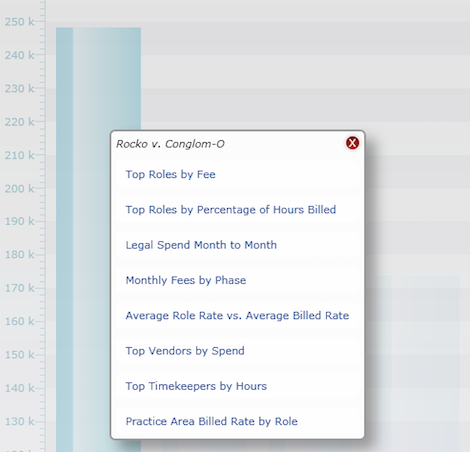 250 k
240 k
230 k
220 k
210 k
200 k
190 k
180 k
170 k
160 k
150 k
140 k
130 k
Rocko v. Conglom-O
X
Top Roles by Fee
Top Roles by Percentage of Hours Billed
Legal Spend Month to Month
Monthly Fees by Phase
Average Role Rate vs. Average Billed Rate
Top Vendors by Spend
Top Timekeepers by Hours
Practice Area Billed Rate by Role